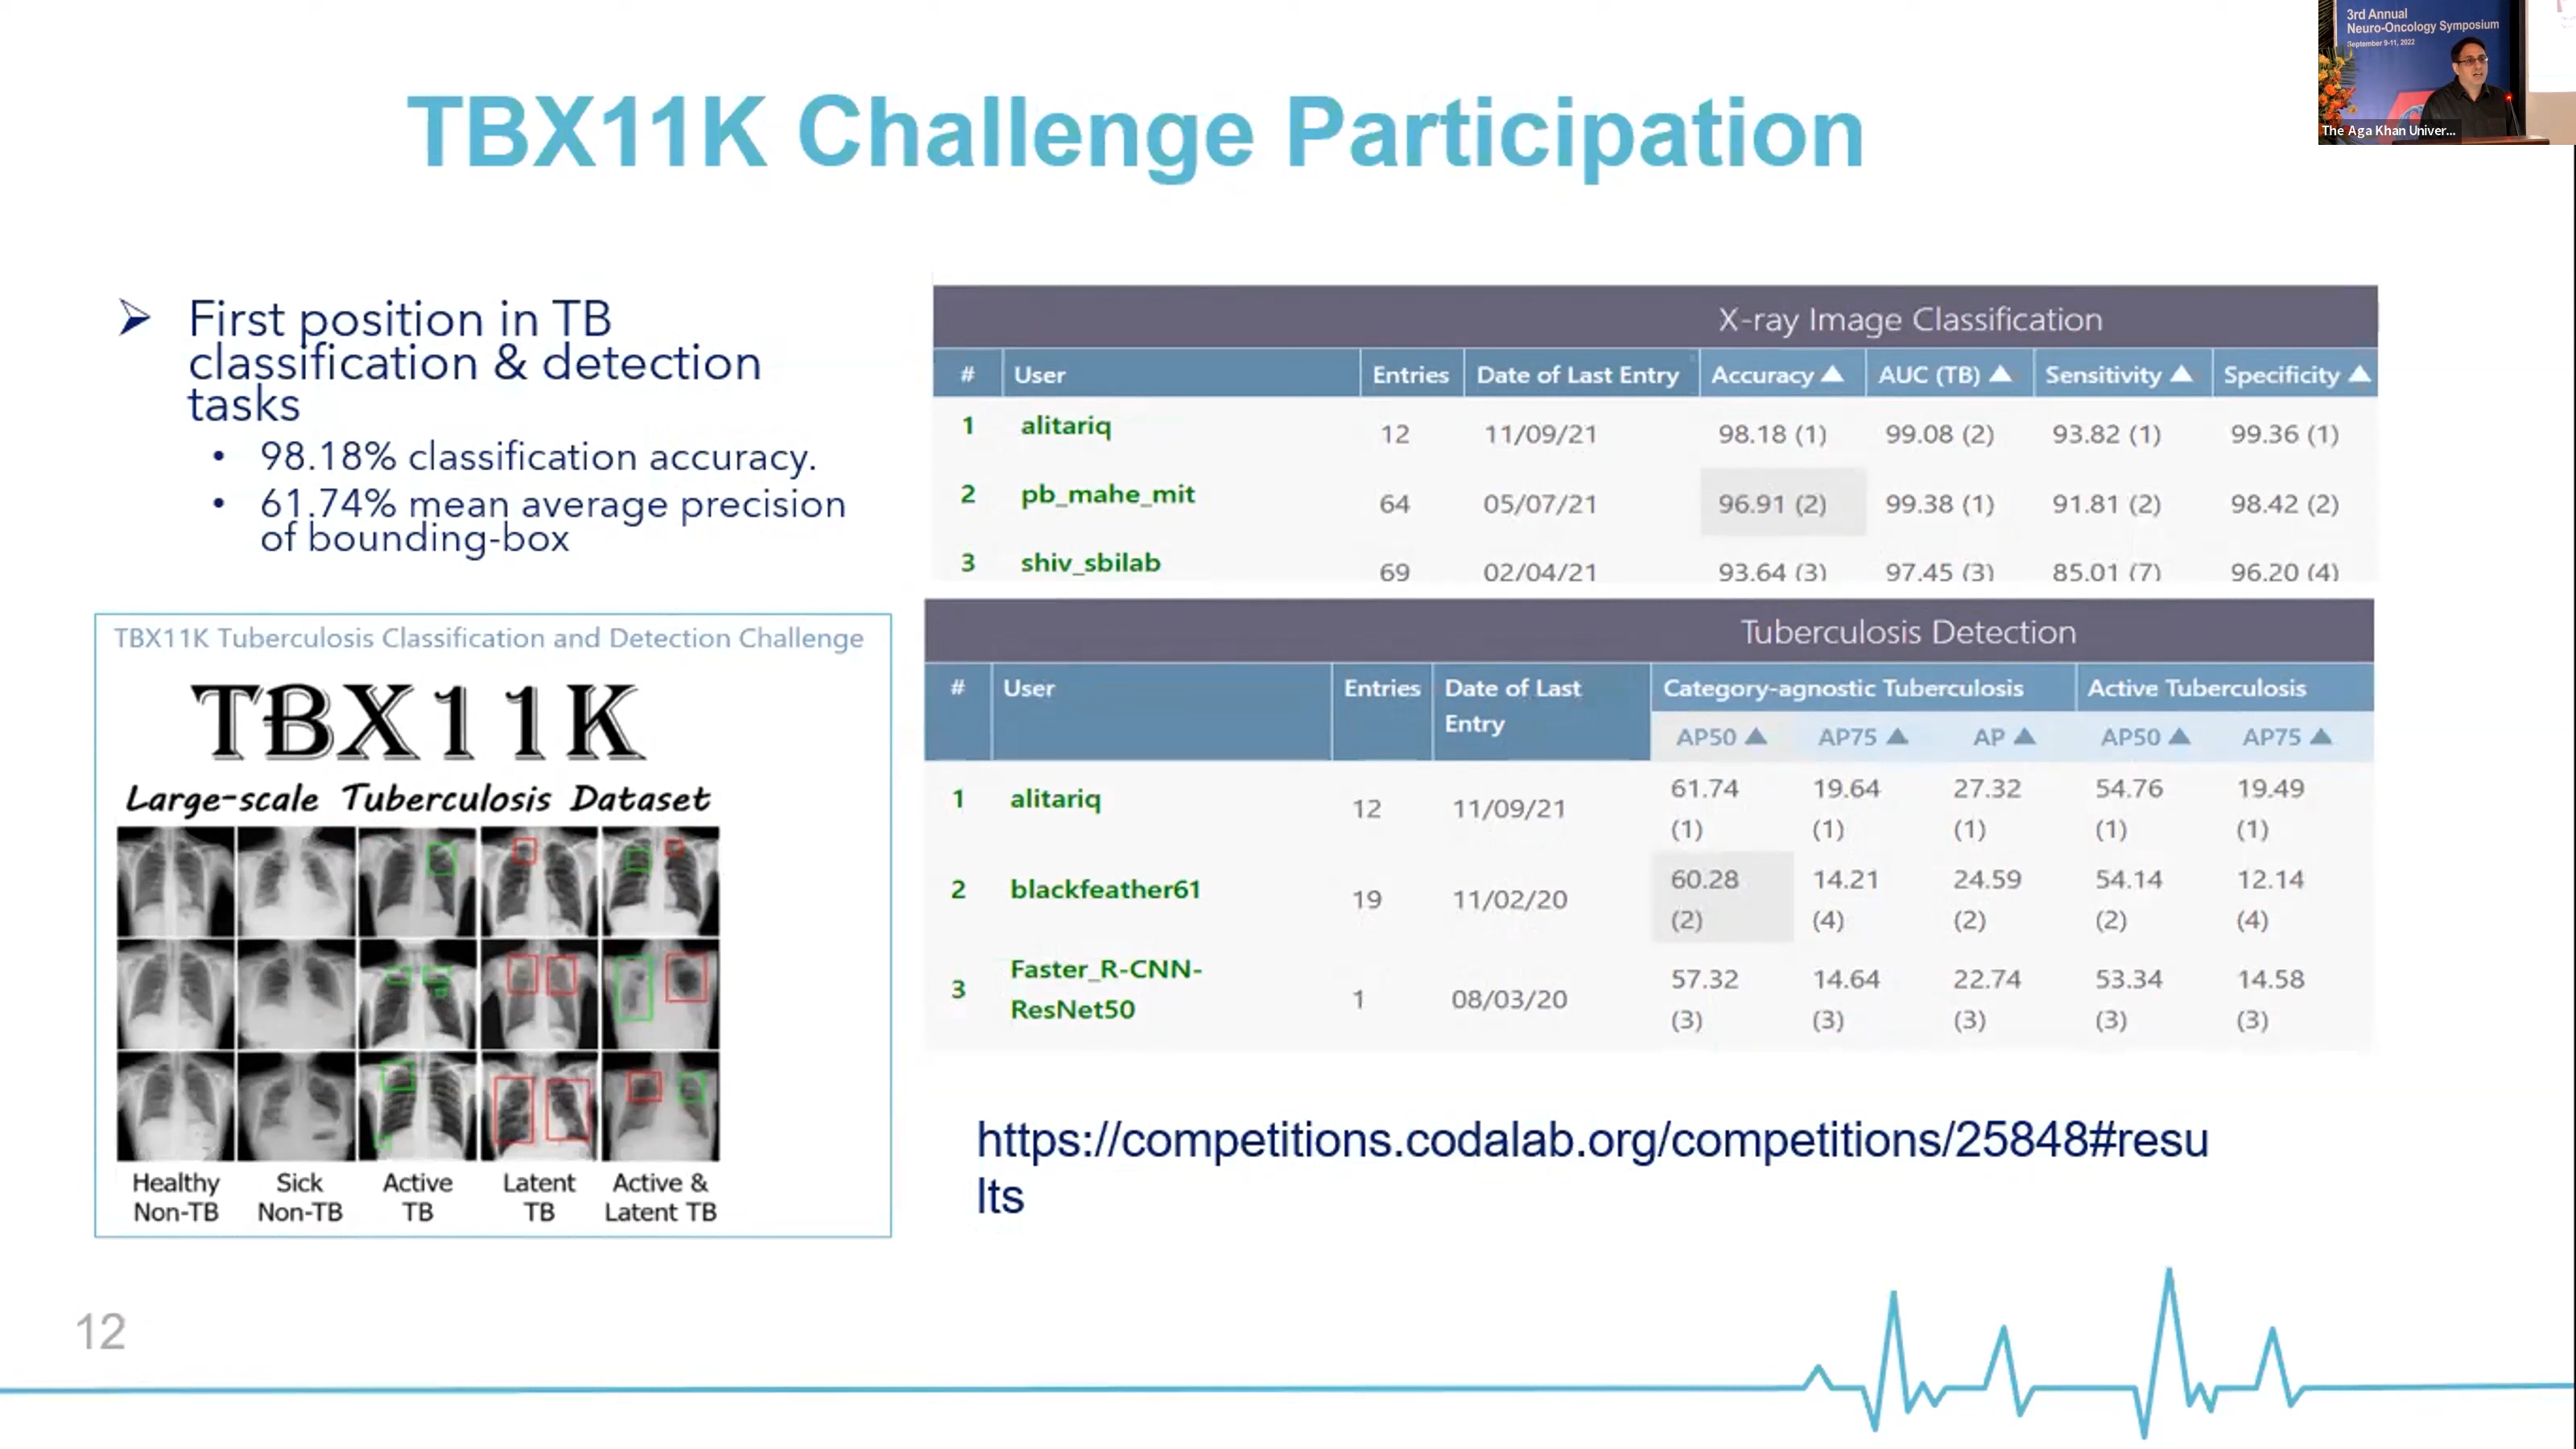 3rd Annual
Neuro-Oncology Symposium
September 9-11, 2022
The Aga Khan Univer...
TBX11K Challenge Participation
First position in TB
classification & detection
tasks
• 98.18% classification accuracy.
• 61.74% mean average precision
of bounding-box
X-ray Image Classification
# User Entries Date of Last Entry Accuracy ▲ AUC (TB) ▲ Sensitivity ▲ Specificity ▲
1 alitariq 12 11/09/21 98.18 (1) 99.08 (2) 93.82 (1) 99.36 (1)
2 pb_mahe_mit 64 05/07/21 96.91 (2) 99.38 (1) 91.81 (2) 98.42 (2)
3 shiv_sbilab 69 02/04/21 93.64 (3) 97.45 (3) 85.01 (7) 96.20 (4)
Tuberculosis Detection
# User Entries Date of Last Category-agnostic Tuberculosis Active Tuberculosis
Entry
AP50 ▲ AP75 ▲ AP ▲ AP50 ▲ AP75 ▲
1 alitariq 12 11/09/21 61.74 19.64 27.32 54.76 19.49
(1) (1) (1) (1) (1)
2 blackfeather61 19 11/02/20 60.28 14.21 24.59 54.14 12.14
(2) (4) (2) (2) (4)
3 Faster_R-CNN- 1 08/03/20 57.32 14.64 22.74 53.34 14.58
ResNet50 (3) (3) (3) (3) (3)
TBX11K Tuberculosis Classification and Detection Challenge
TBX11K
Large-scale Tuberculosis Dataset
Healthy Sick Active Latent Active &
Non-TB Non-TB TB TB Latent TB
https://competitions.codalab.org/competitions/25848#resu
lts
12